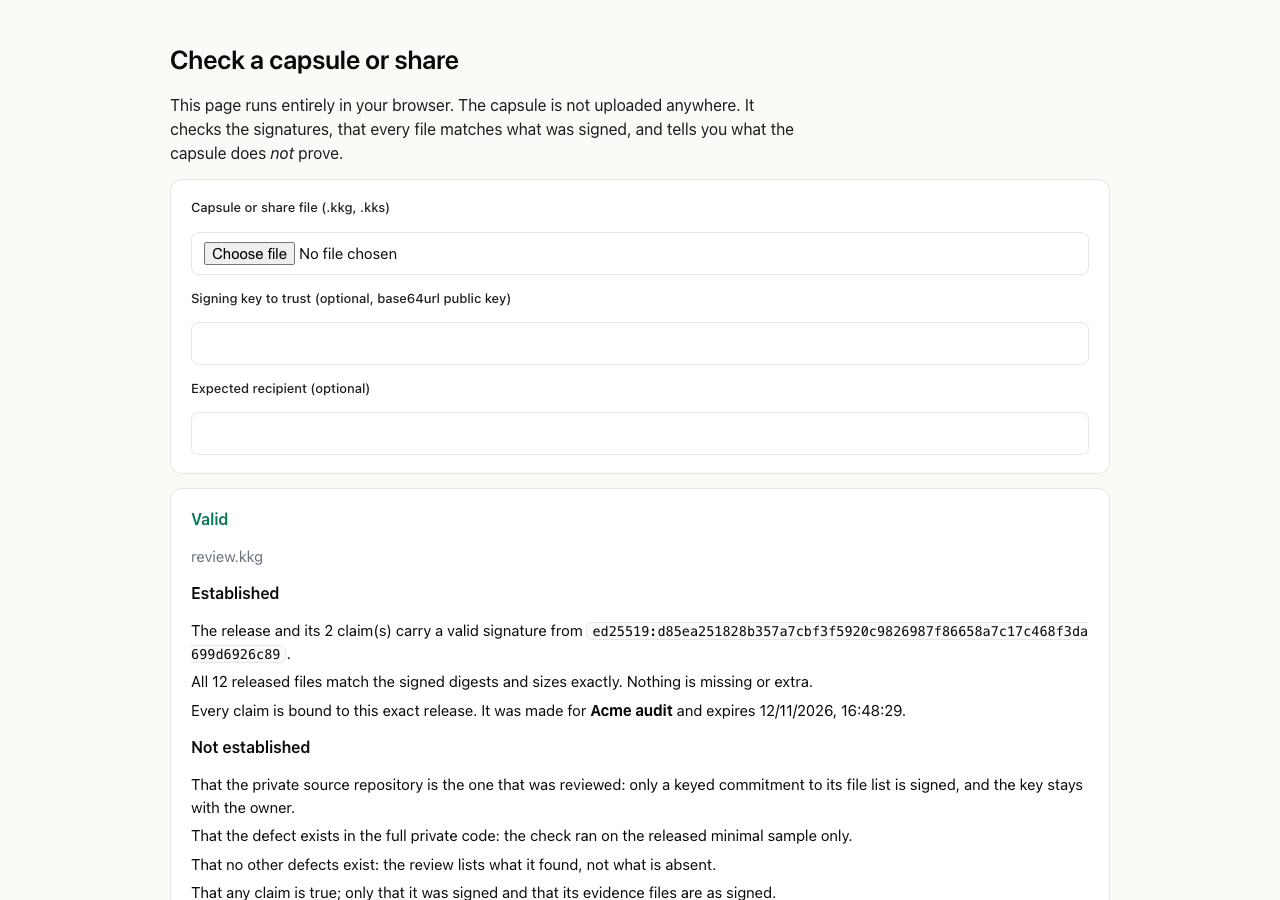 Check a capsule or share
This page runs entirely in your browser. The capsule is not uploaded anywhere. It
checks the signatures, that every file matches what was signed, and tells you what the
capsule does not prove.
Capsule or share file (.kkg, .kks)
Choose file No file chosen
Signing key to trust (optional, base64url public key)
Expected recipient (optional)
Valid
review.kkg
Established
The release and its 2 claim(s) carry a valid signature from ed25519:d85ea251828b357a7cbf3f5920c9826987f86658a7c17c468f3da
699d6926c89 .
All 12 released files match the signed digests and sizes exactly. Nothing is missing or extra.
Every claim is bound to this exact release. It was made for Acme audit and expires 12/11/2026, 16:48:29.
Not established
That the private source repository is the one that was reviewed: only a keyed commitment to its file list is signed, and the key stays
with the owner.
That the defect exists in the full private code: the check ran on the released minimal sample only.
That no other defects exist: the review lists what it found, not what is absent.
That any claim is true; only that it was signed and that its evidence files are as signed.